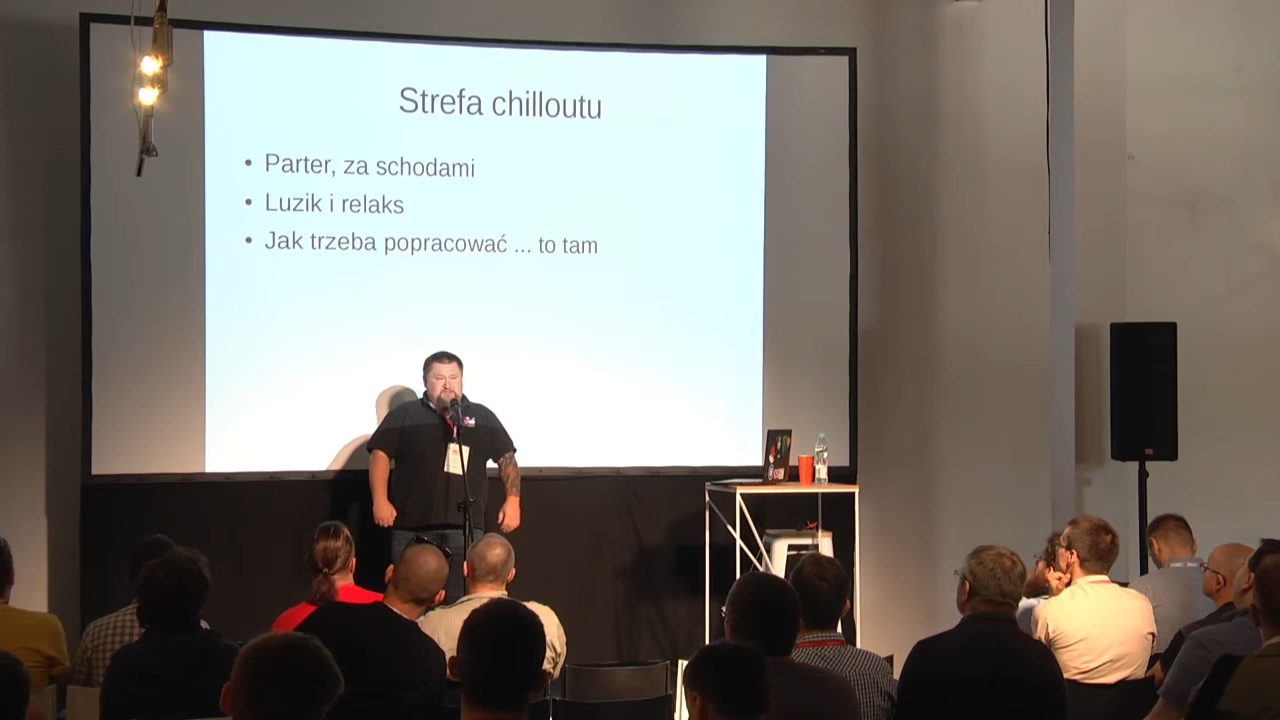 Strefa chilloutu
• Parter, za schodami
• Luzik i relaks
• Jak trzeba popracować ... to tam